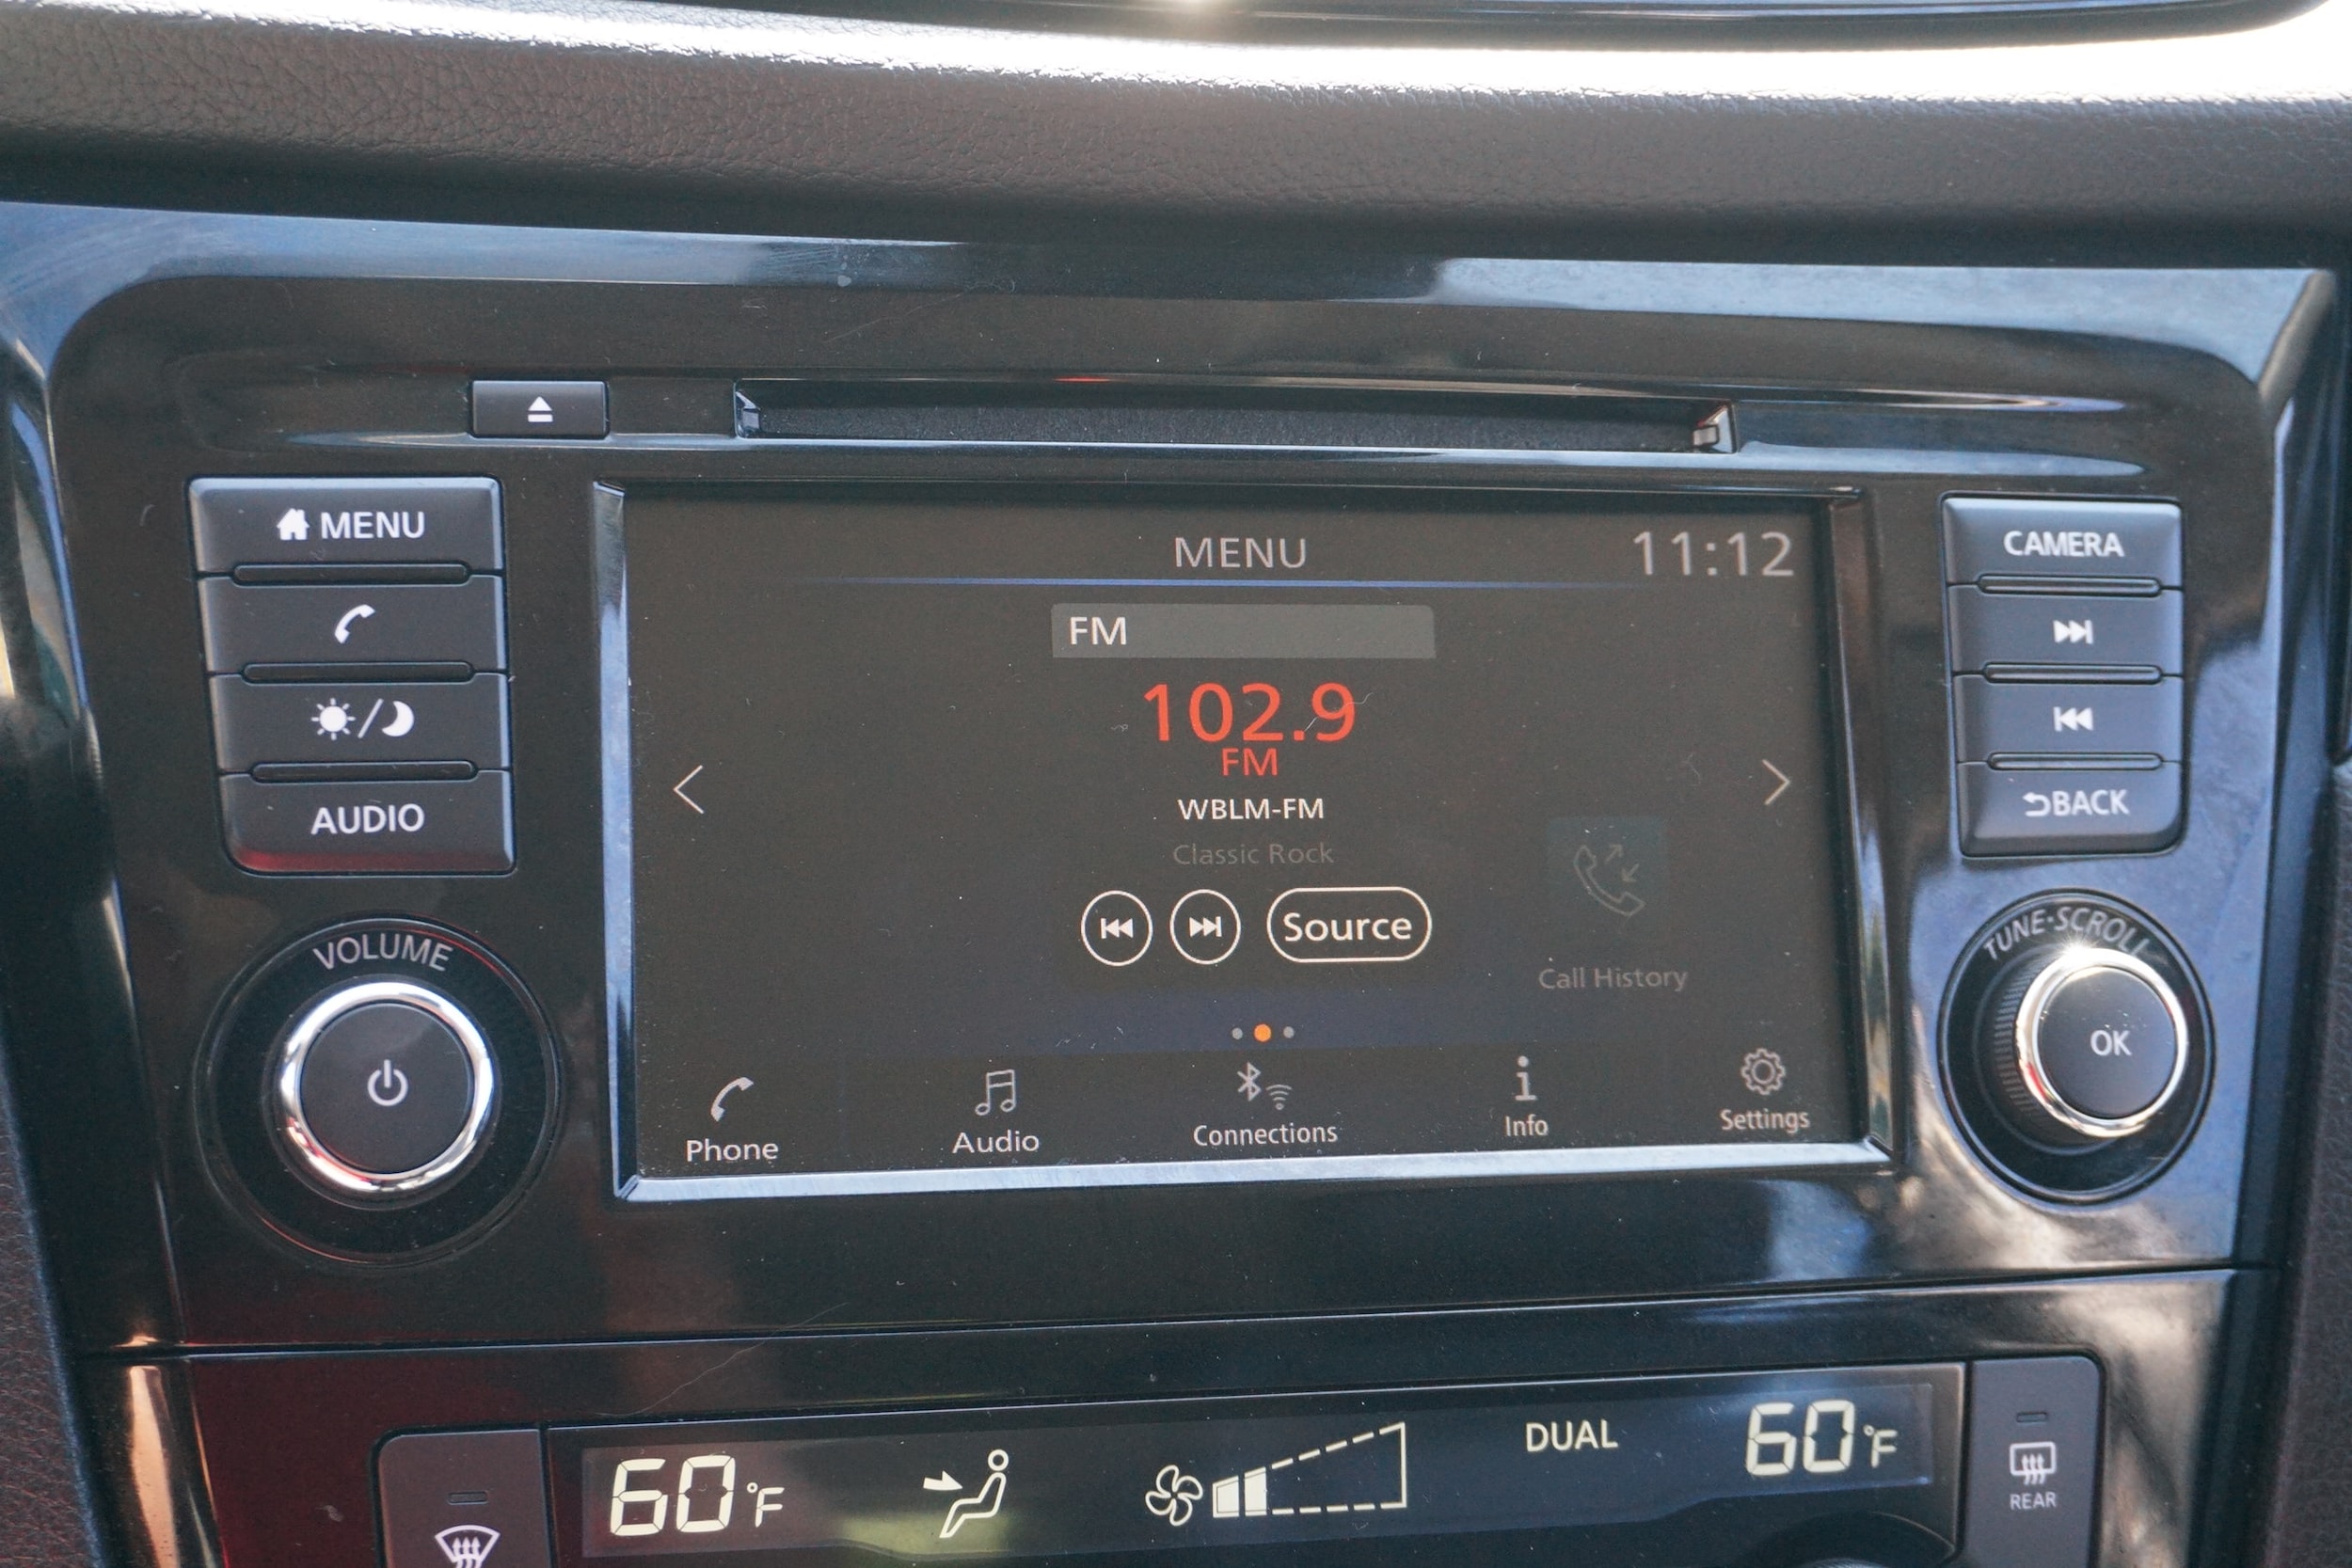 MENU
AUDIO
VOLUME
MENU
11:12
FM
102.9
FM
WBLM-FM
Classic Rock
Source
Call History
Phone
Audio
Connections
Info
Settings
CAMERA
BACK
TUNE·SCROLL
OK
60°F
DUAL
60°F
REAR